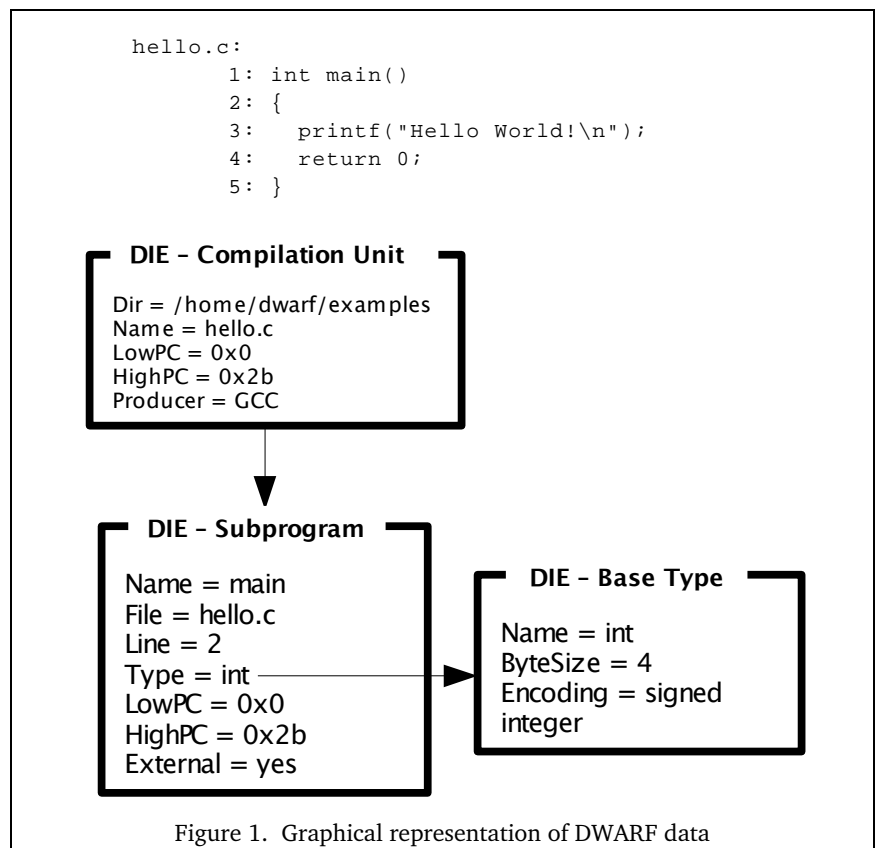 hello.c:
1: int main()
2: {
3:   printf("Hello World!\n");
4:   return 0;
5: }
DIE – Compilation Unit
Dir = /home/dwarf/examples
Name = hello.c
LowPC = 0x0
HighPC = 0x2b
Producer = GCC
DIE – Subprogram
Name = main
File = hello.c
Line = 2
Type = int
LowPC = 0x0
HighPC = 0x2b
External = yes
DIE – Base Type
Name = int
ByteSize = 4
Encoding = signed
integer
Figure 1. Graphical representation of DWARF data